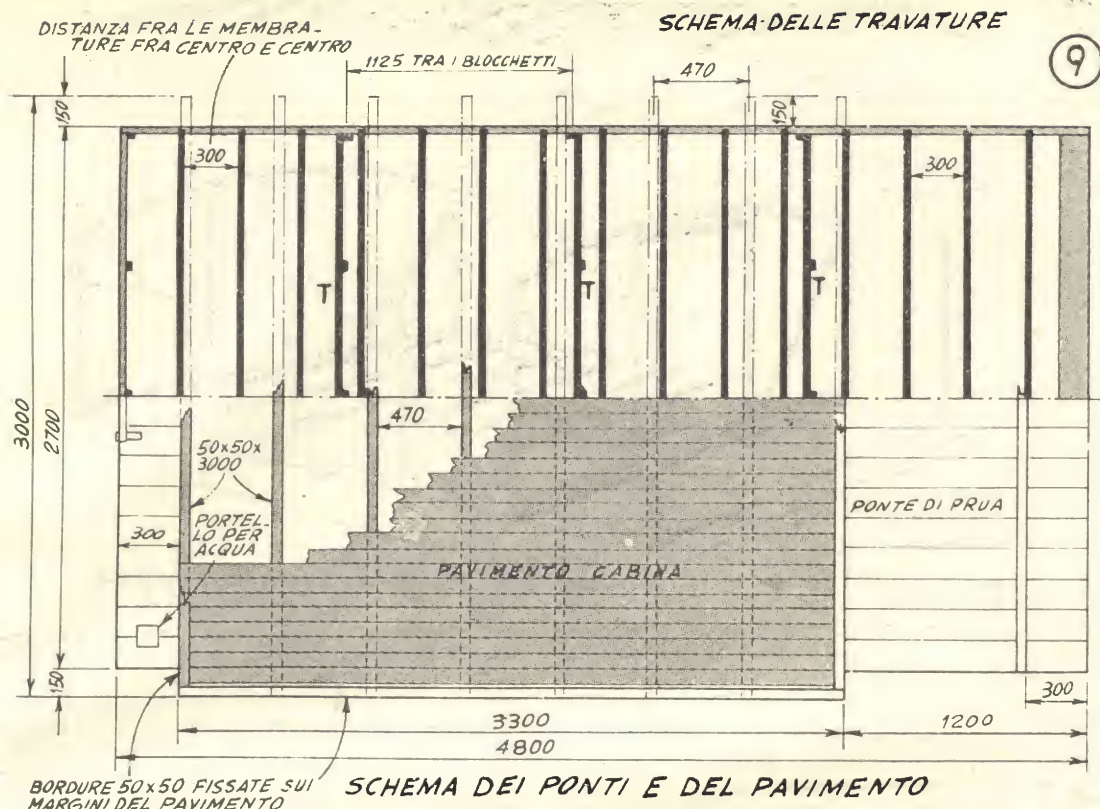 SCHEMA DELLE TRAVATURE
9
DISTANZA FRA LE MEMBRA-
TURE FRA CENTRO E CENTRO
1125 TRA I BLOCCHETTI
470
150
150
300
300
T
T
T
3000
2700
470
50x50x
3000
PORTEL-
LO PER
ACQUA
300
PONTE DI PRUA
PAVIMENTO CABINA
150
300
3300
1200
4800
BORDURE 50x50 FISSATE SUI
MARGINI DEL PAVIMENTO
SCHEMA DEI PONTI E DEL PAVIMENTO